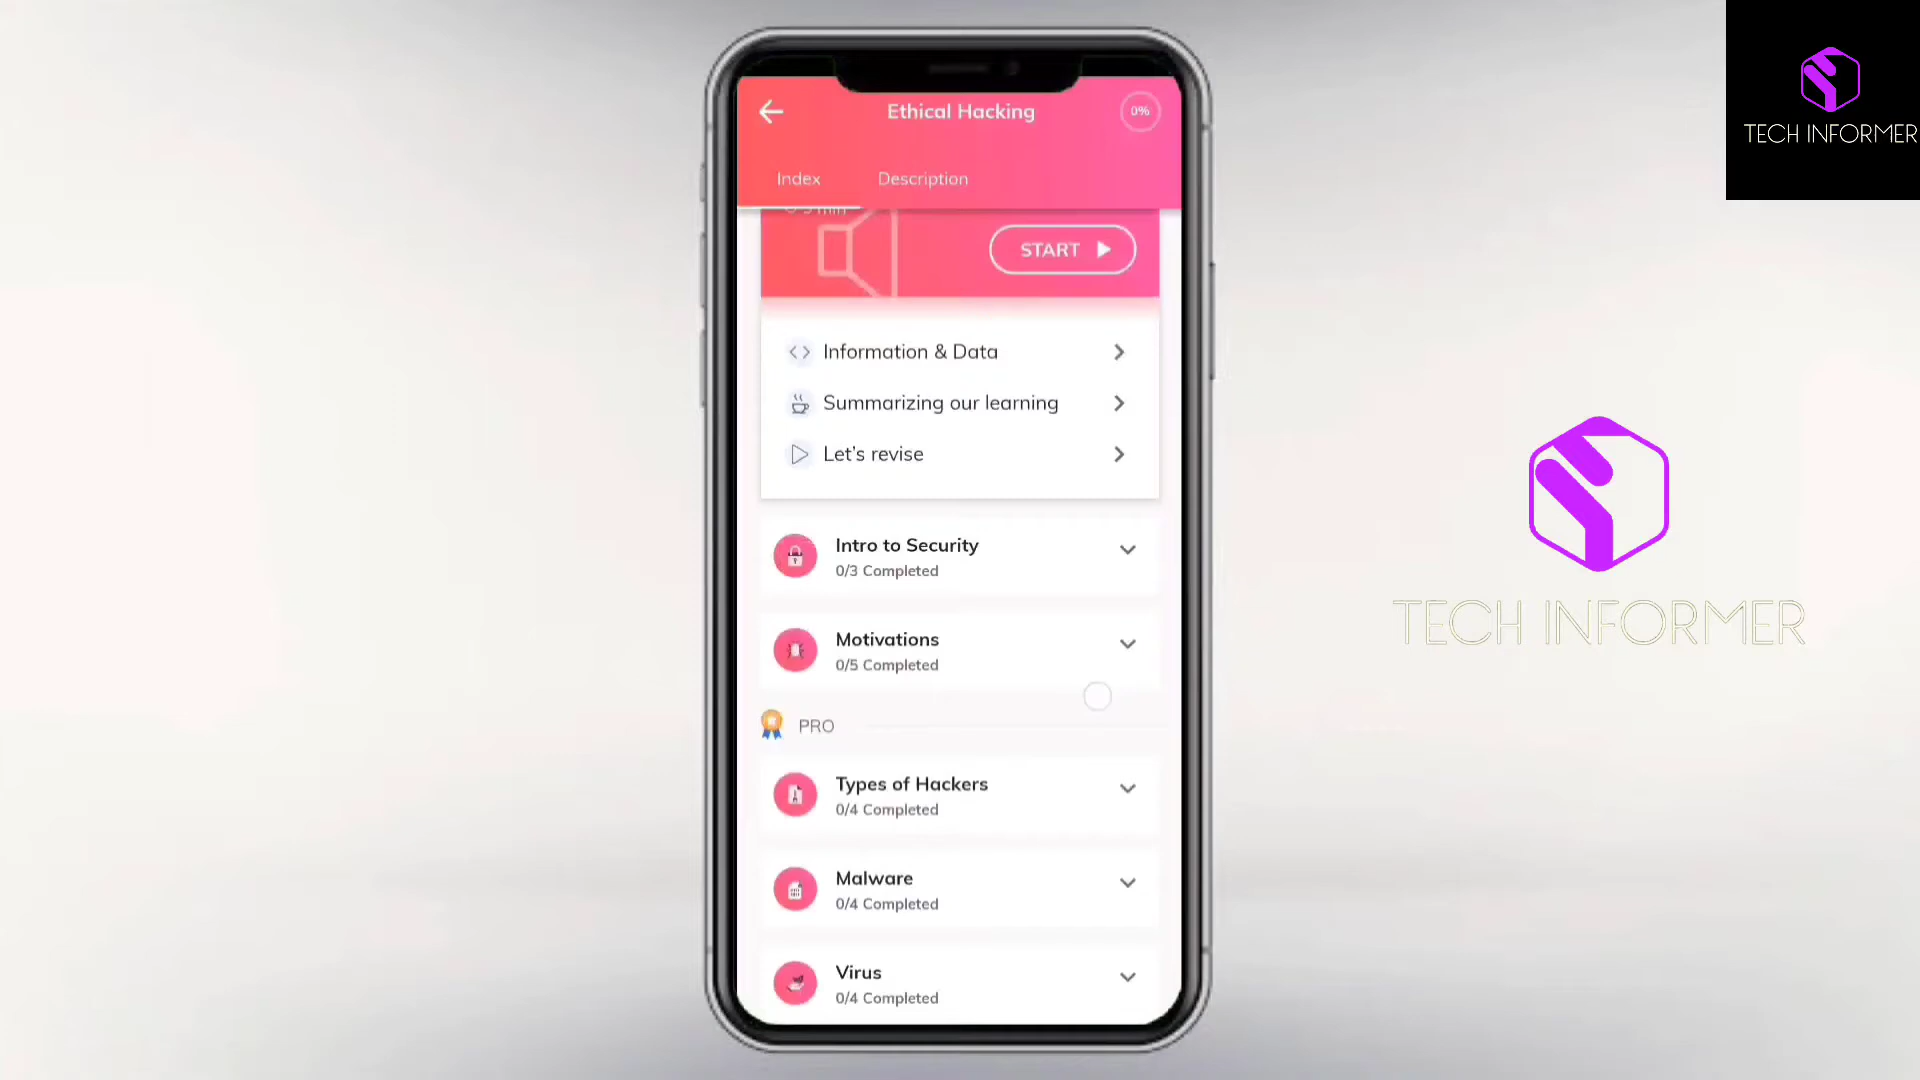 TECH INFORMER
Ethical Hacking
0%
Index
Description
5 min
START
Information & Data
Summarizing our learning
Let's revise
Intro to Security
0/3 Completed
Motivations
0/5 Completed
PRO
Types of Hackers
0/4 Completed
Malware
0/4 Completed
Virus
0/4 Completed
TECH INFORMER